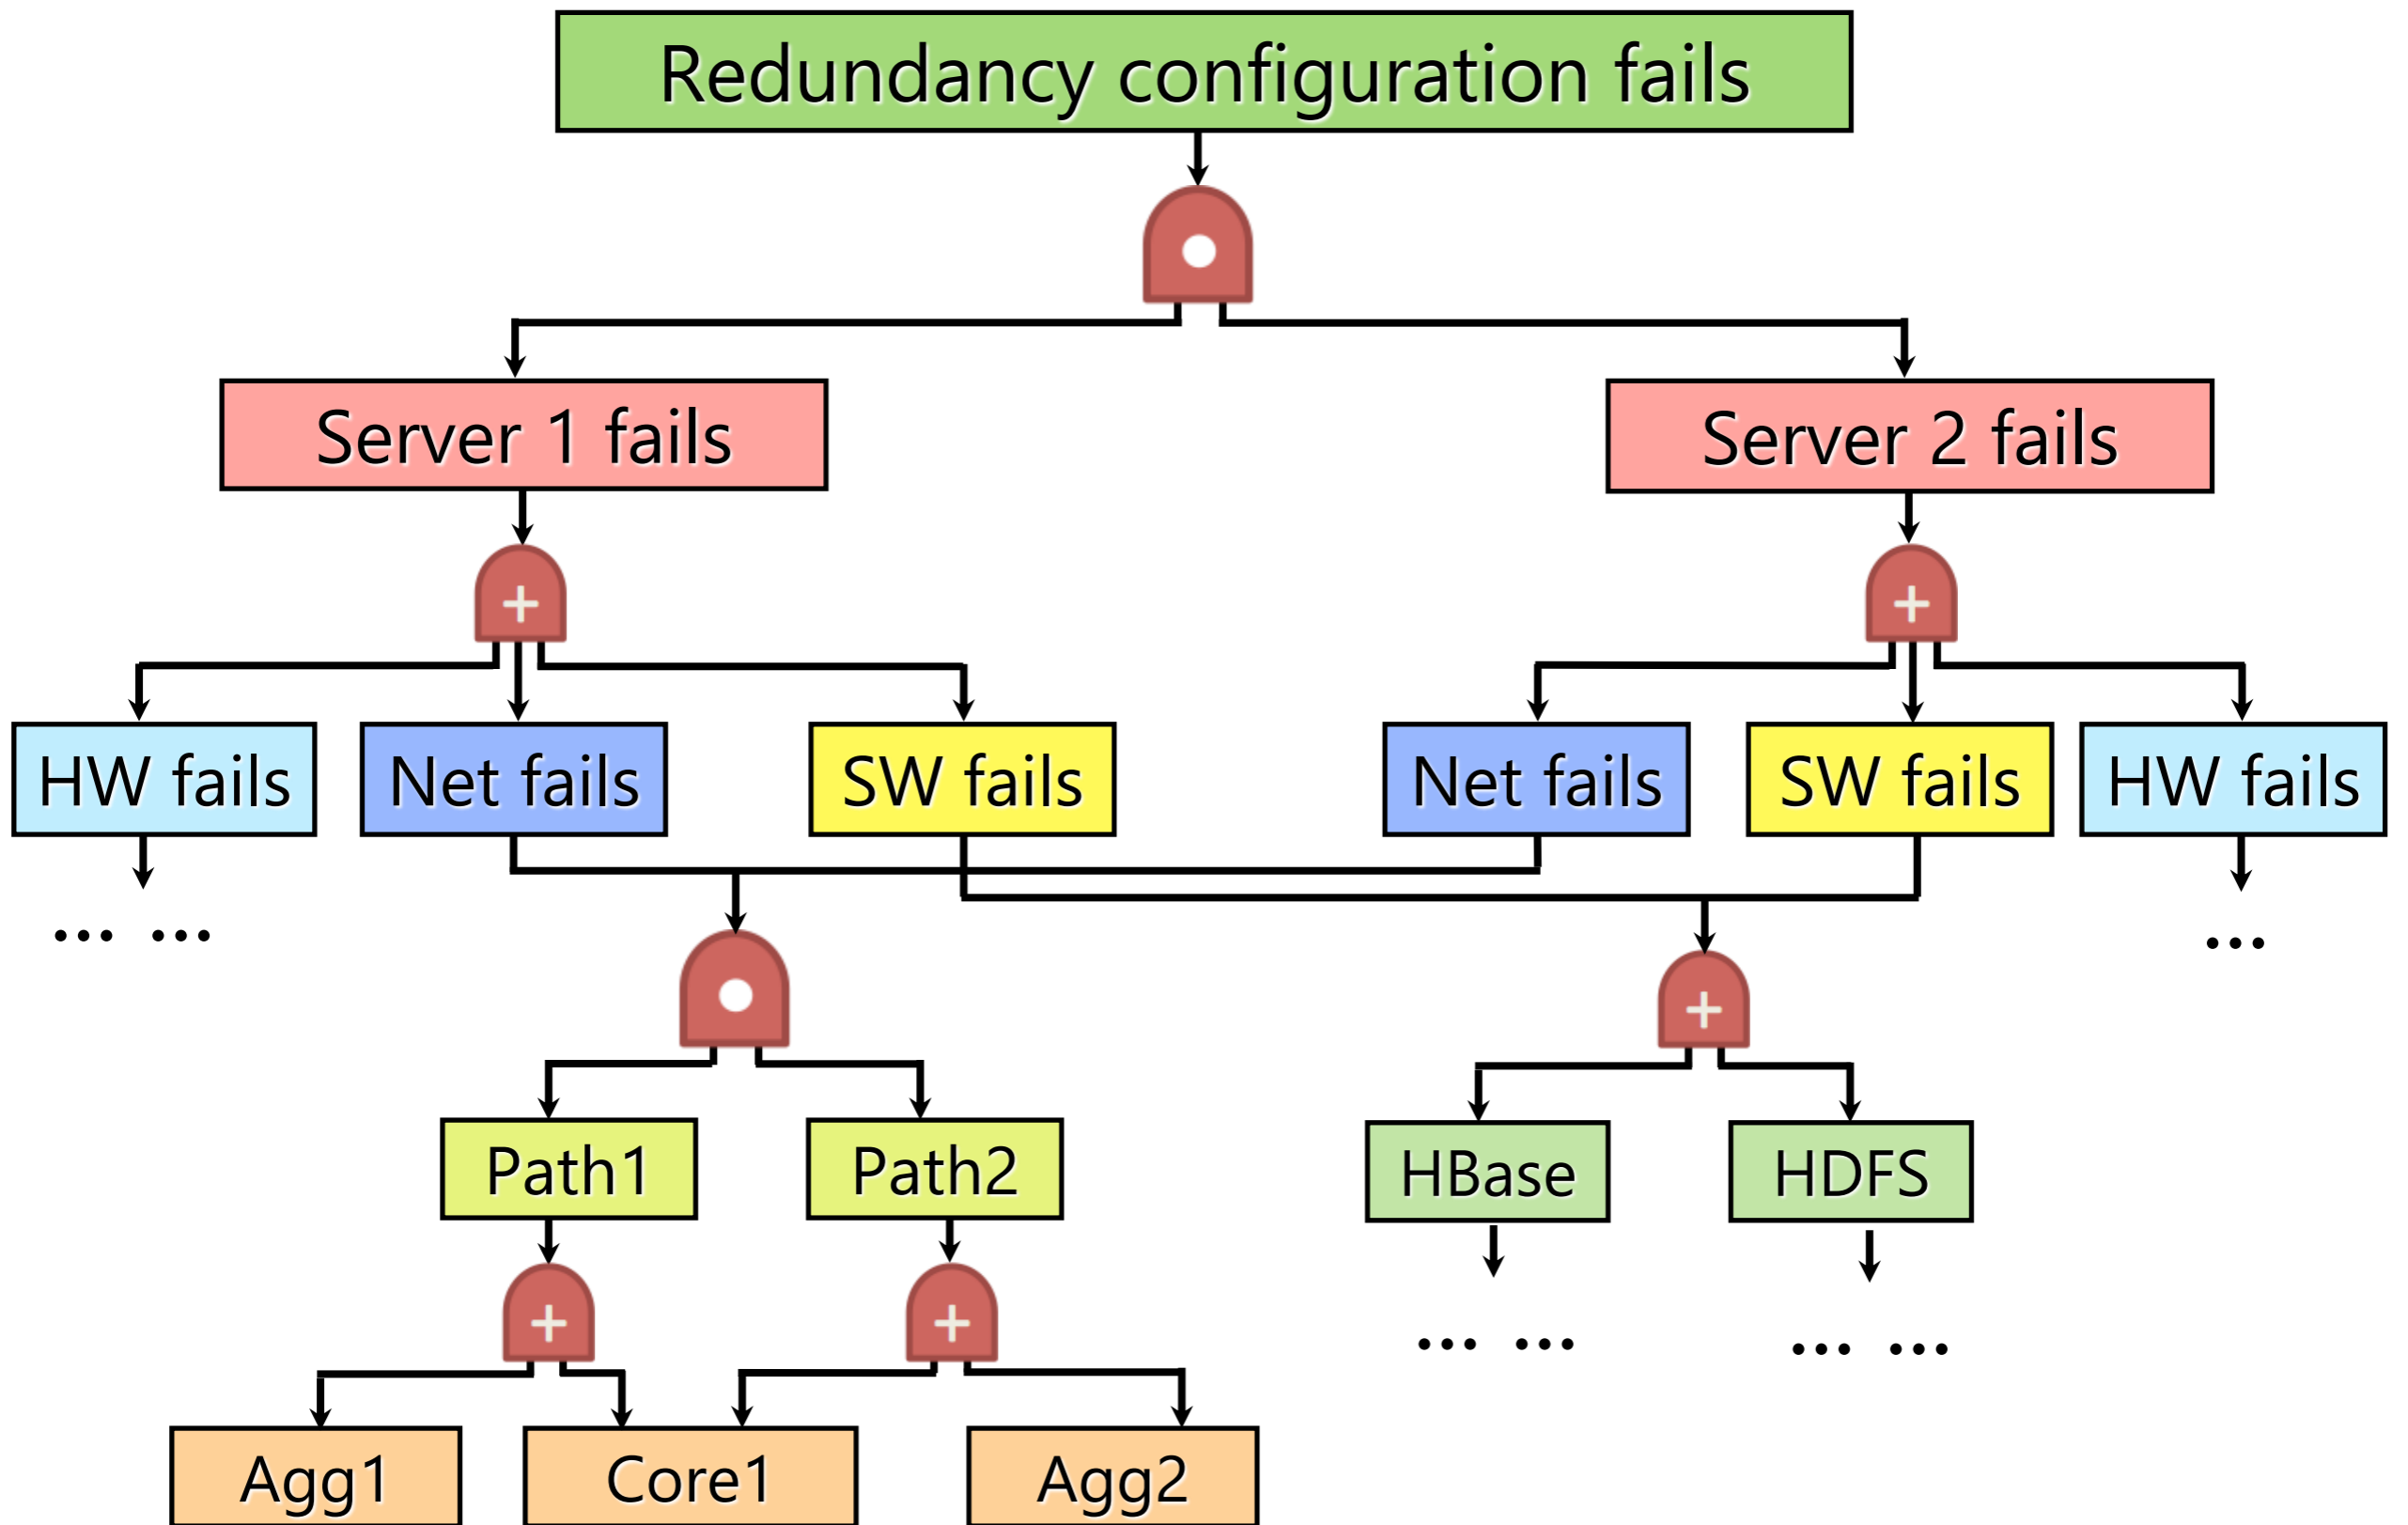 Redundancy configuration fails
Server 1 fails
Server 2 fails
+
+
HW fails
Net fails
SW fails
Net fails
SW fails
HW fails
... ...
...
+
Path1
Path2
HBase
HDFS
+
+
... ...
... ...
Agg1
Core1
Agg2